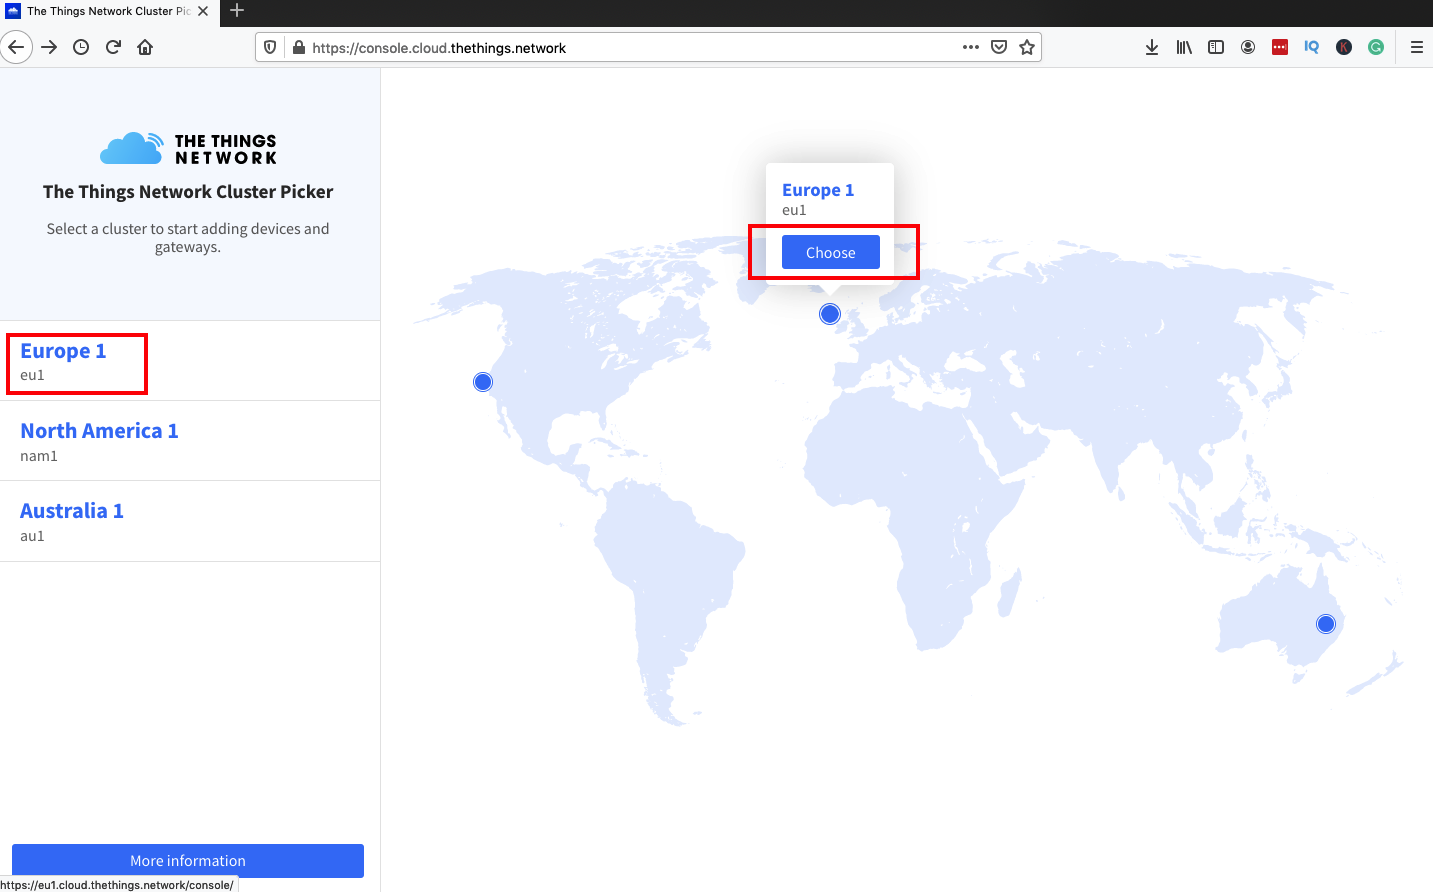 The Things Network Cluster Pic
https://console.cloud.thethings.network
IQ
K
G
THE THINGS
NETWORK
The Things Network Cluster Picker
Select a cluster to start adding devices and
gateways.
Europe 1
eu1
North America 1
nam1
Australia 1
au1
More information
https://eu1.cloud.thethings.network/console/
Europe 1
eu1
Choose